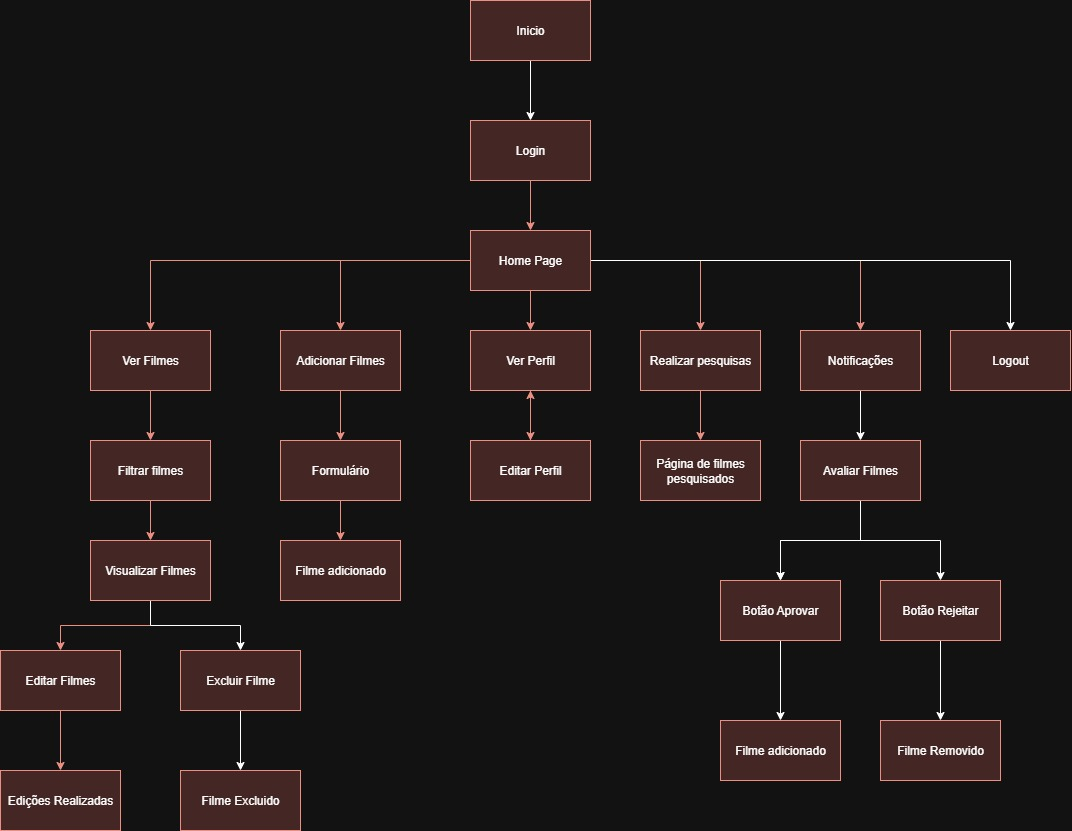 Inicio
Login
Home Page
Ver Filmes
Adicionar Filmes
Ver Perfil
Realizar pesquisas
Notificações
Logout
Filtrar filmes
Formulário
Editar Perfil
Página de filmes
pesquisados
Avaliar Filmes
Visualizar Filmes
Filme adicionado
Botão Aprovar
Botão Rejeitar
Editar Filmes
Excluir Filme
Filme adicionado
Filme Removido
Edições Realizadas
Filme Excluido